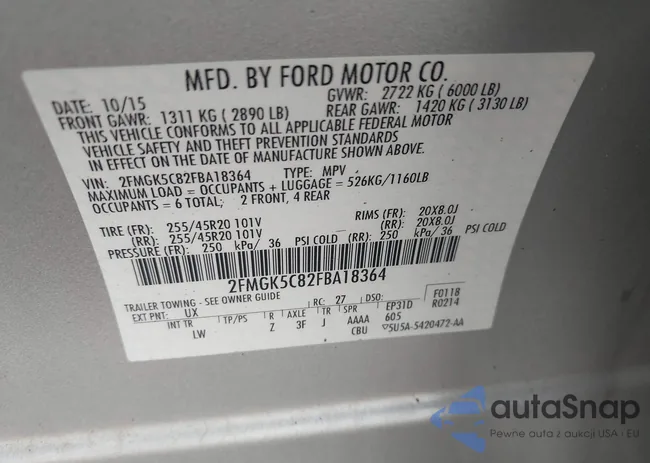 MFD. BY FORD MOTOR CO.
DATE: 10/15 GVWR: 2722 KG ( 6000 LB)
FRONT GAWR: 1311 KG ( 2890 LB) REAR GAWR: 1420 KG ( 3130 LB)
THIS VEHICLE CONFORMS TO ALL APPLICABLE FEDERAL MOTOR
VEHICLE SAFETY AND THEFT PREVENTION STANDARDS
IN EFFECT ON THE DATE OF MANUFACTURE SHOWN ABOVE.
VIN: 2FMGK5C82FBA18364 TYPE: MPV
MAXIMUM LOAD = OCCUPANTS + LUGGAGE = 526KG/1160LB
OCCUPANTS = 6 TOTAL; 2 FRONT, 4 REAR
TIRE (FR): 255/45R20 101V RIMS (FR): 20X8.0J
(RR): 255/45R20 101V (RR): 20X8.0J
PRESSURE (FR): 250 kPa/ 36 PSI COLD (RR): 250 kPa/ 36 PSI COLD
2FMGK5C82FBA18364
TRAILER TOWING - SEE OWNER GUIDE
EXT PNT: UX RC: 27 DSO: F0118
INT TR TP/PS R AXLE TR SPR EP31D R0214
LW Z 3F J AAAA 605
CBU SU5A-5420472-AA
autaSnap
Pewne auta z aukcji USA - EU